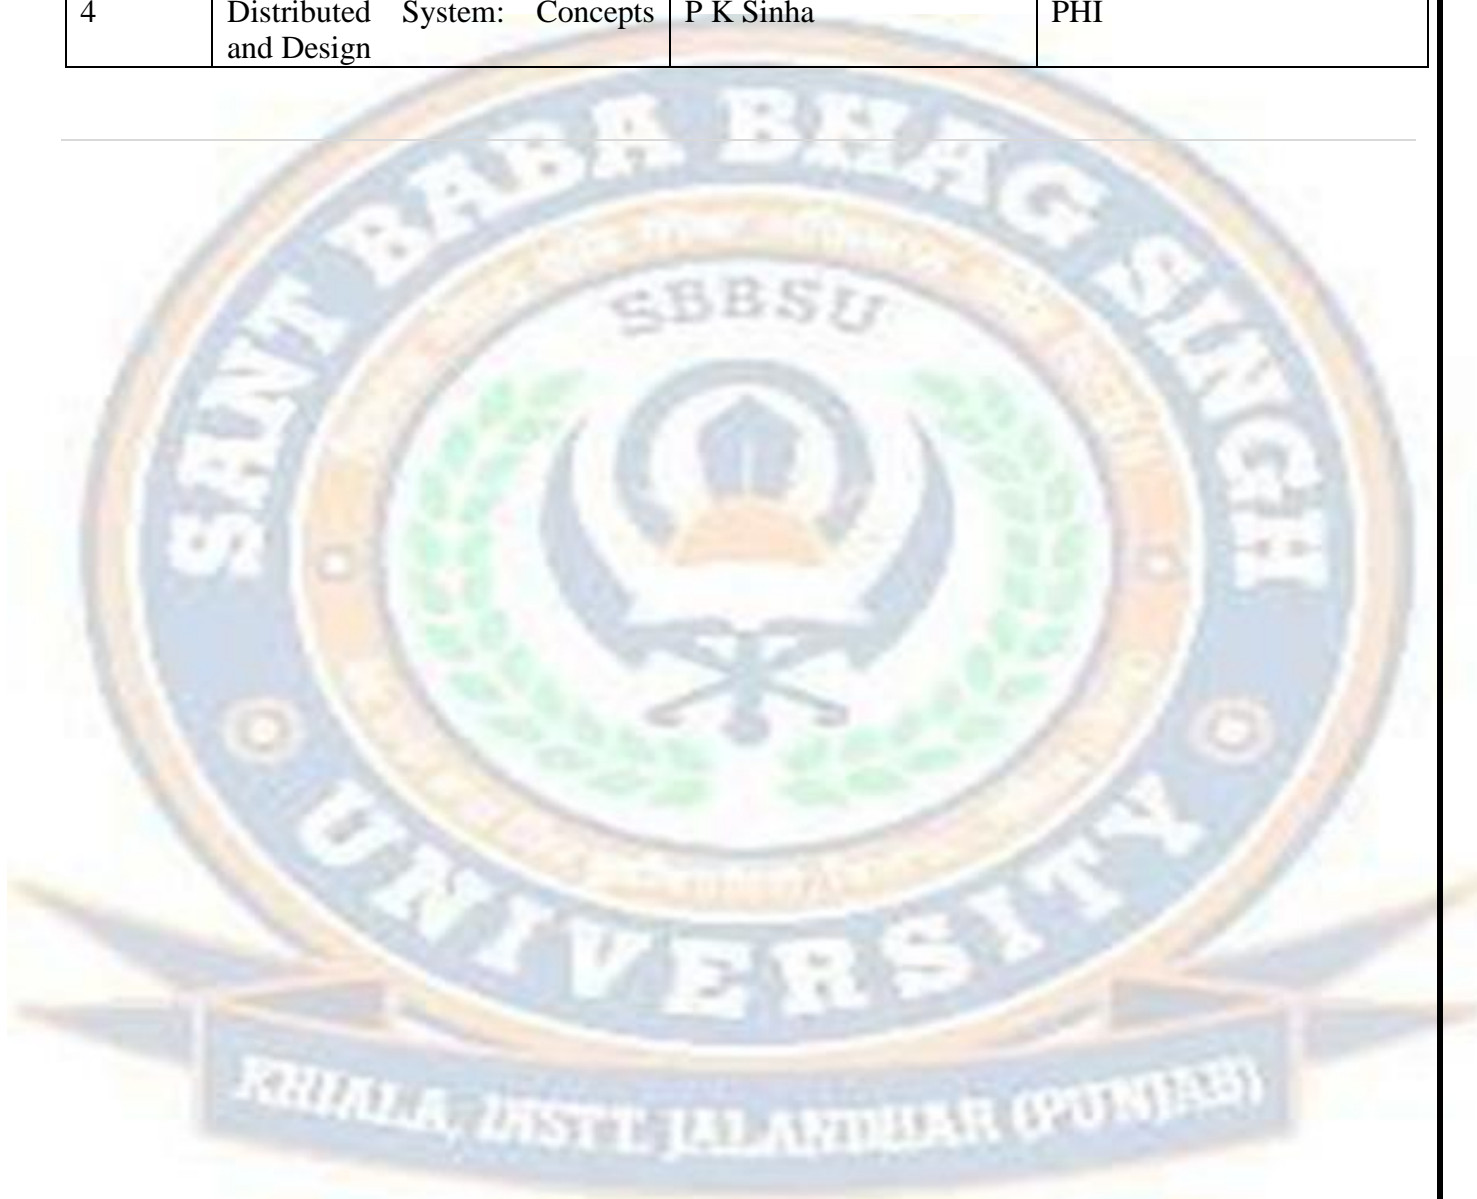 4 Distributed System: Concepts P K Sinha PHI
and Design
SANT BABA BHAG SINGH
SBBSU
UNIVERSITY
KHIALA, DISTT. JALANDHAR (PUNJAB)